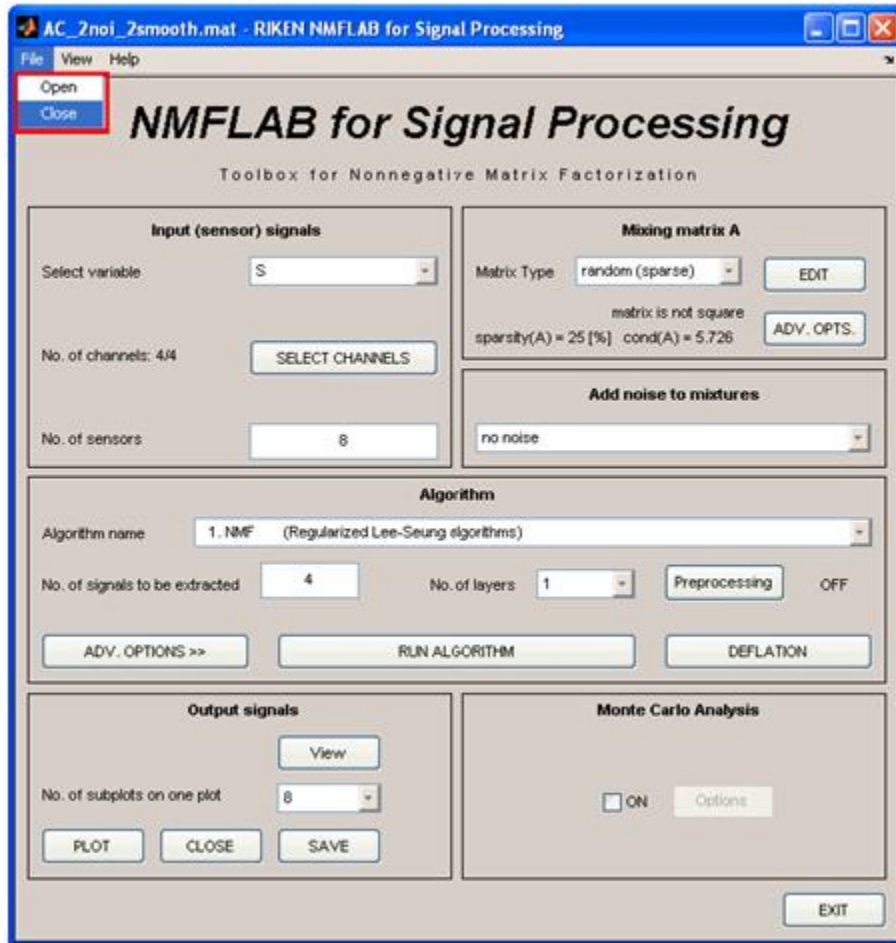 AC_2noi_2smooth.mat - RIKEN NMFLAB for Signal Processing
File View Help
Open
Close
NMFLAB for Signal Processing
Toolbox for Nonnegative Matrix Factorization
Input (sensor) signals
Select variable S
No. of channels: 4/4 SELECT CHANNELS
No. of sensors 8
Mixing matrix A
Matrix Type random (sparse) EDIT
matrix is not square
sparsity(A) = 25 [%] cond(A) = 5.726 ADV. OPTS.
Add noise to mixtures
no noise
Algorithm
Algorithm name 1. NMF (Regularized Lee-Seung algorithms)
No. of signals to be extracted 4 No. of layers 1 Preprocessing OFF
ADV. OPTIONS >> RUN ALGORITHM DEFLATION
Output signals
View
No. of subplots on one plot 8
PLOT CLOSE SAVE
Monte Carlo Analysis
ON Options
EXIT